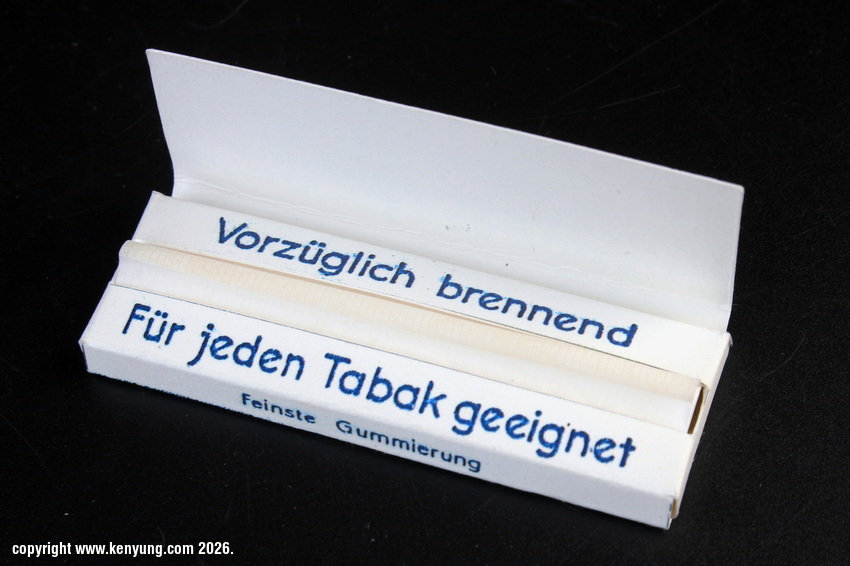 Vorzüglich brennend
Für jeden Tabak geeignet
Feinste Gummierung
copyright www.kenyung.com 2026.